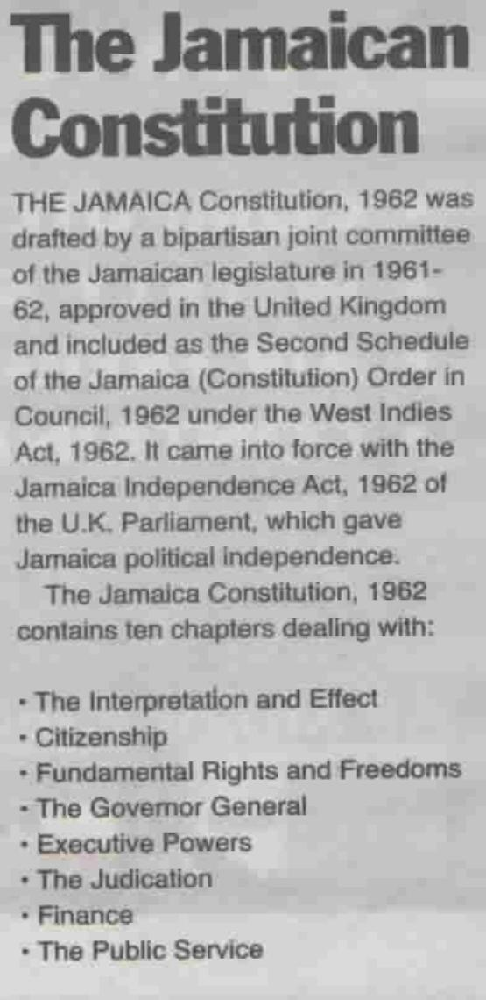 The Jamaican
Constitution
THE JAMAICA Constitution, 1962 was
drafted by a bipartisan joint committee
of the Jamaican legislature in 1961-
62, approved in the United Kingdom
and included as the Second Schedule
of the Jamaica (Constitution) Order in
Council, 1962 under the West Indies
Act, 1962. It came into force with the
Jamaica Independence Act, 1962 of
the U.K. Parliament, which gave
Jamaica political independence.
The Jamaica Constitution, 1962
contains ten chapters dealing with:
• The Interpretation and Effect
• Citizenship
• Fundamental Rights and Freedoms
• The Governor General
• Executive Powers
• The Judication
• Finance
• The Public Service